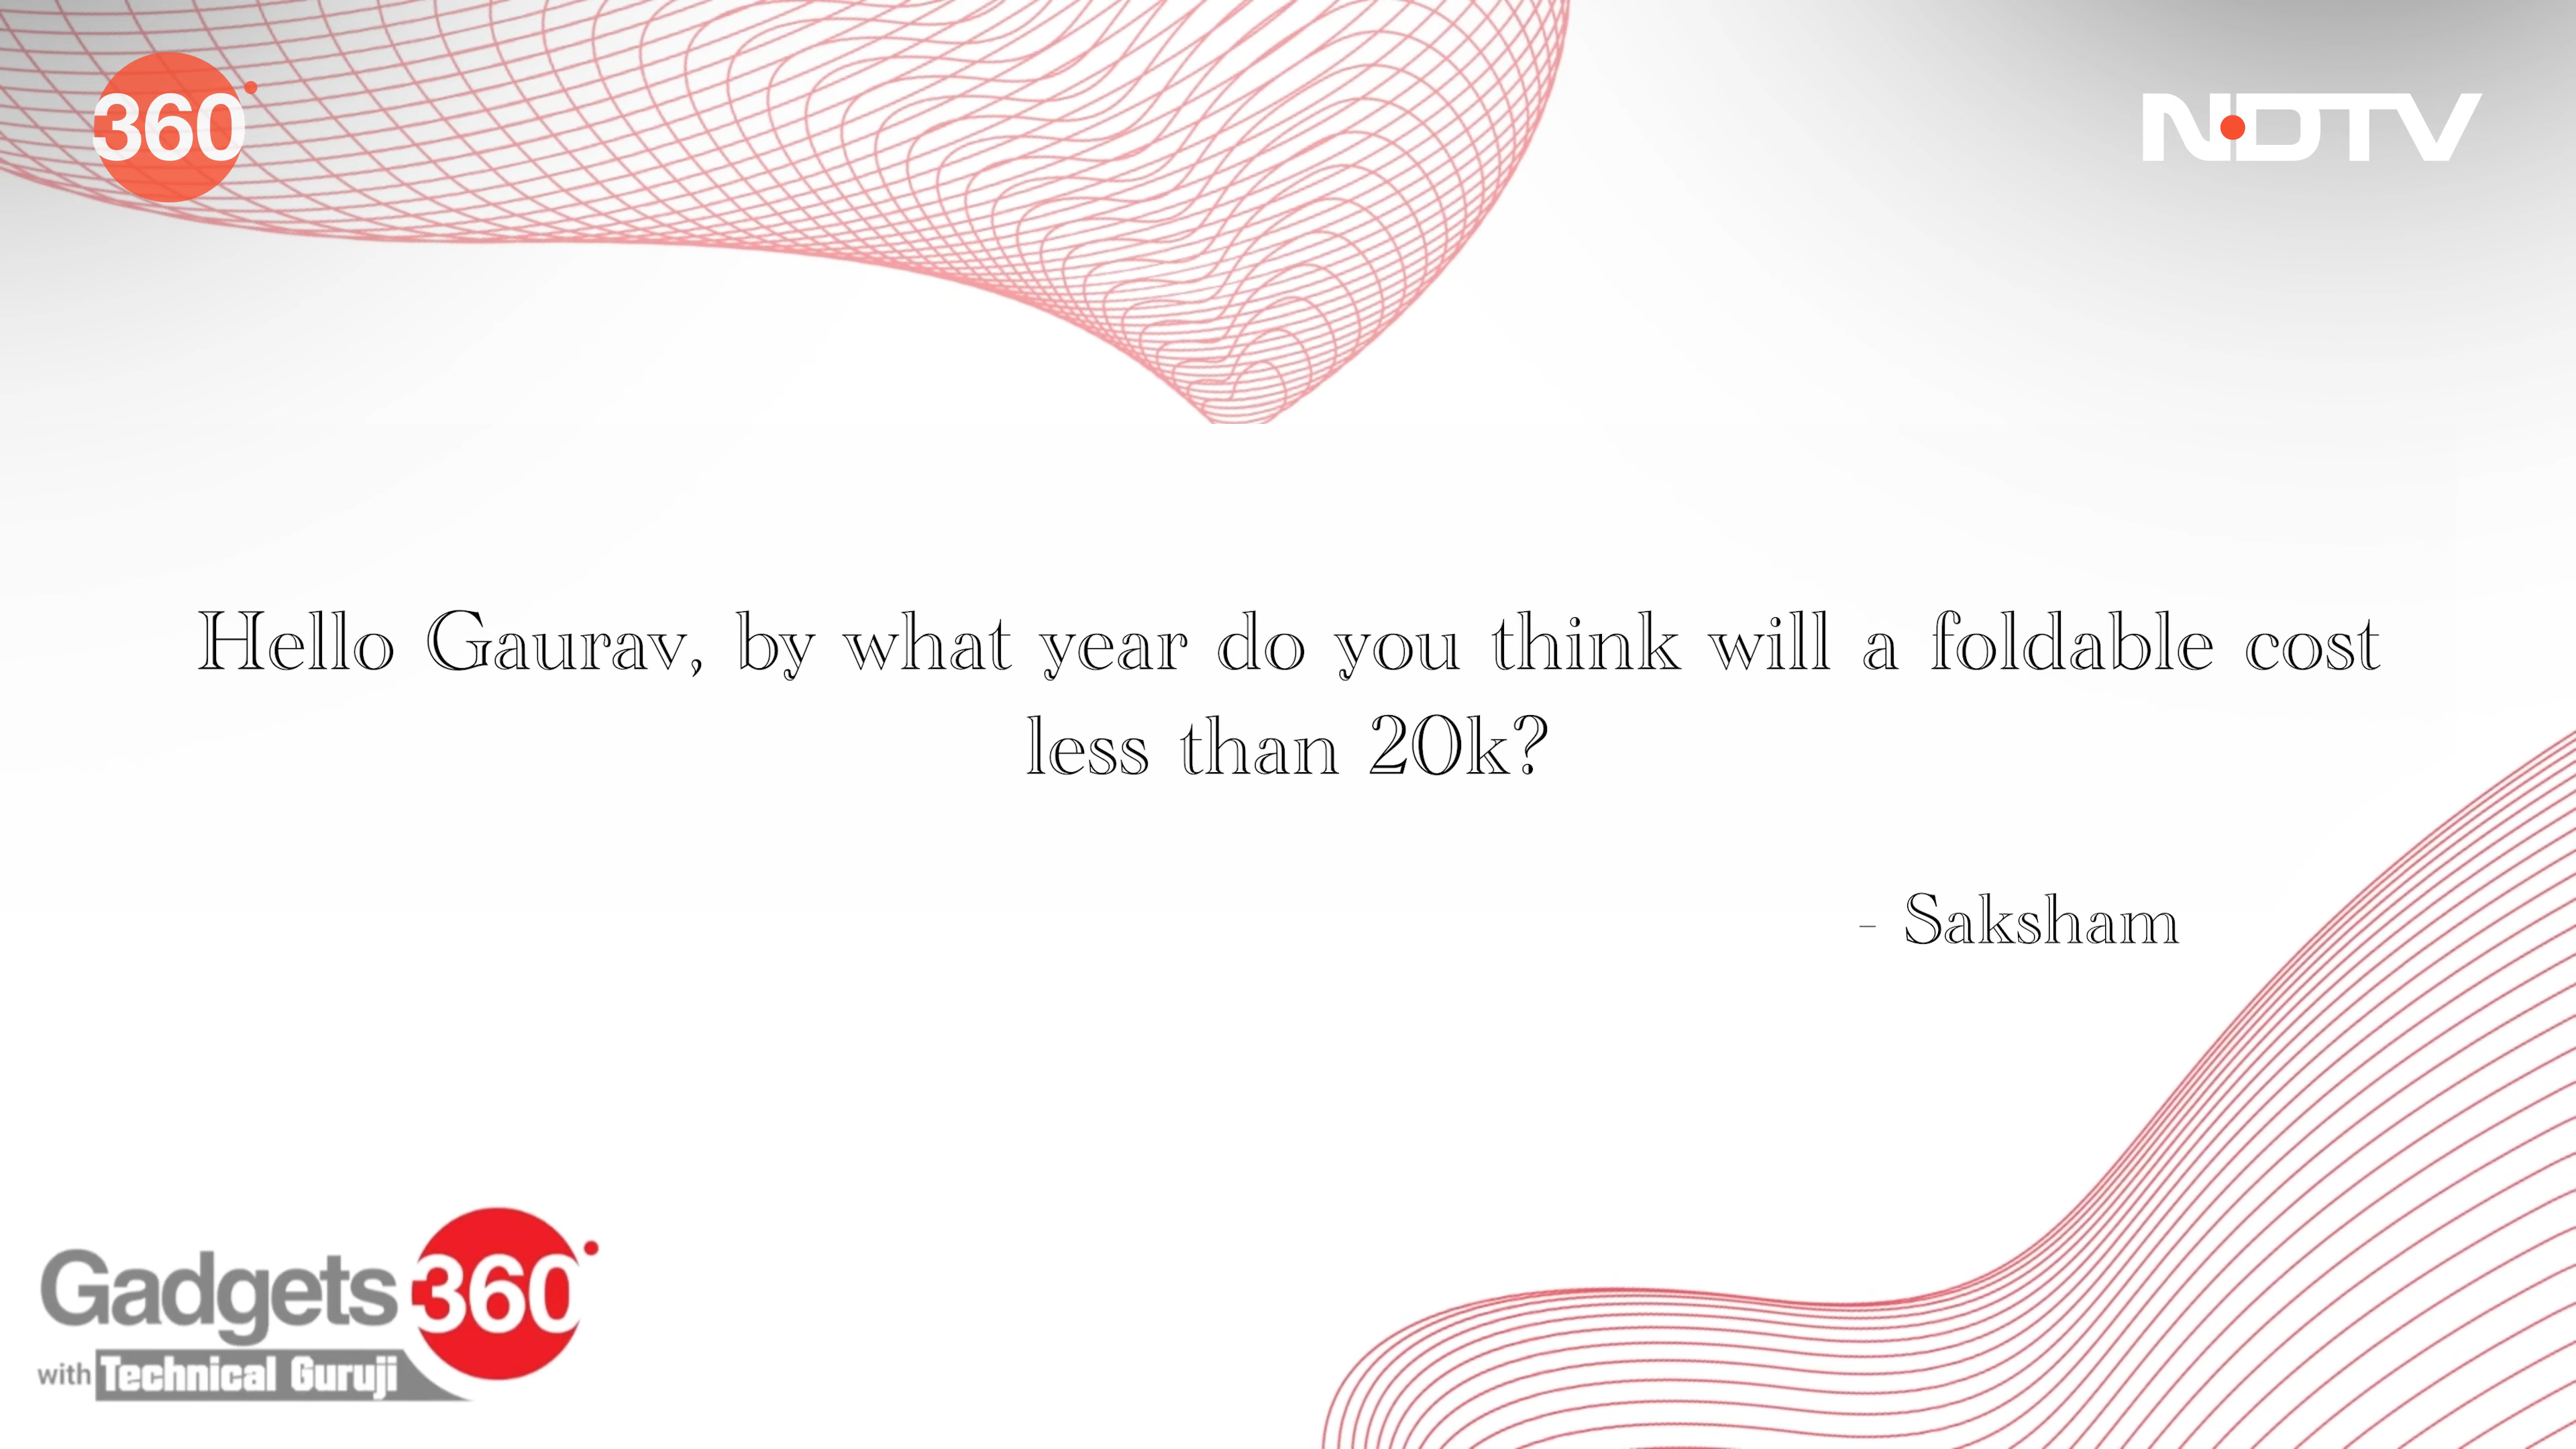 360
NDTV
Hello Gaurav, by what year do you think will a foldable cost
less than 20k?
- Saksham
Gadgets 360
with Technical Guruji